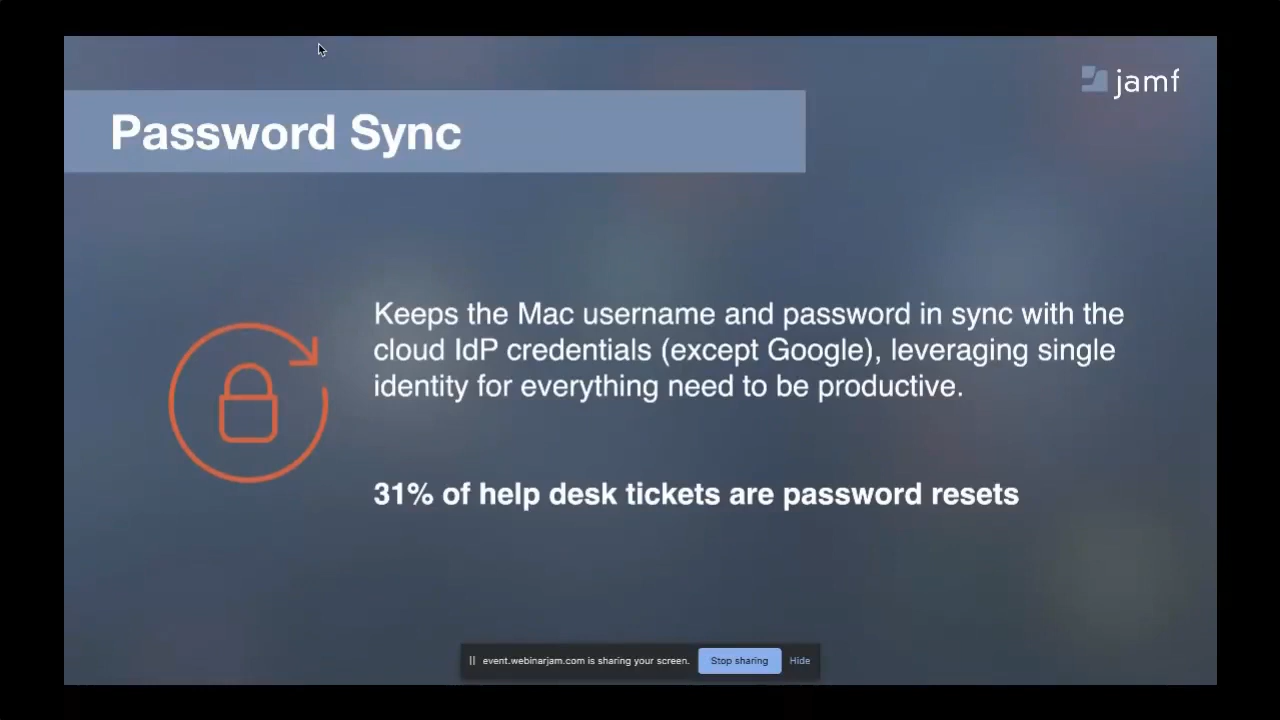 jamf
Password Sync
Keeps the Mac username and password in sync with the
cloud IdP credentials (except Google), leveraging single
identity for everything need to be productive.
31% of help desk tickets are password resets
event.webinarjam.com is sharing your screen. Stop sharing Hide